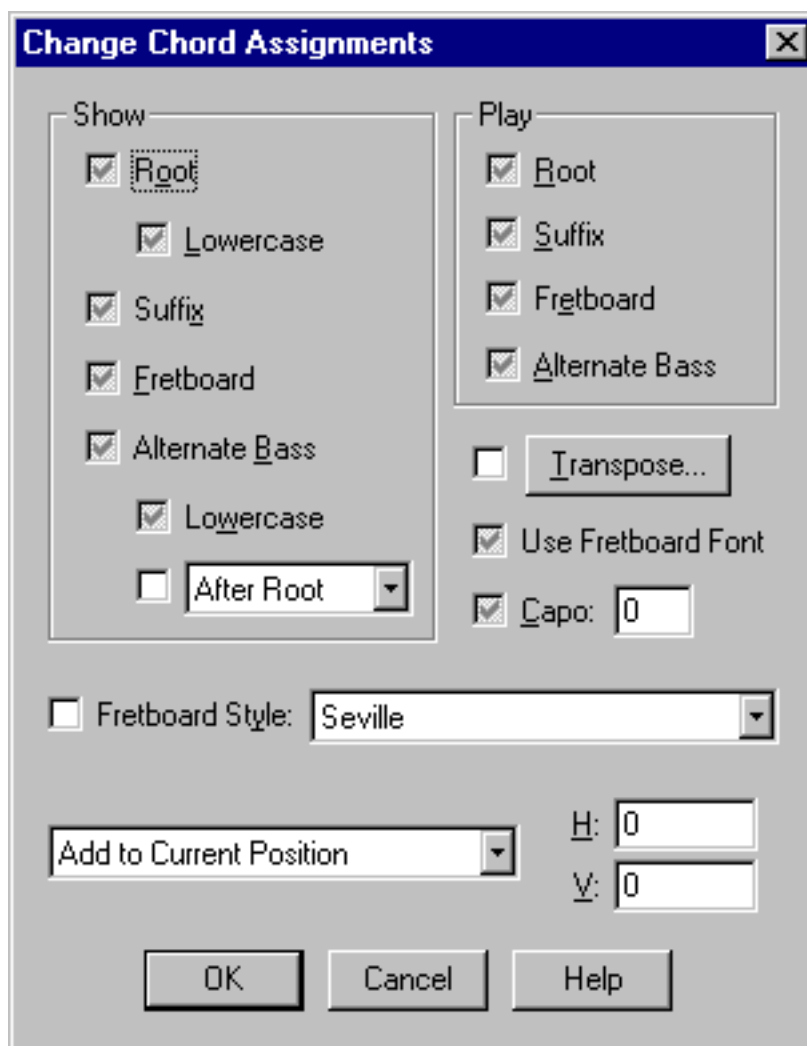 Change Chord Assignments
Show
Root
Lowercase
Suffix
Fretboard
Alternate Bass
Lowercase
After Root
Play
Root
Suffix
Fretboard
Alternate Bass
Transpose...
Use Fretboard Font
Capo: 0
Fretboard Style: Seville
Add to Current Position
H: 0
V: 0
OK Cancel Help